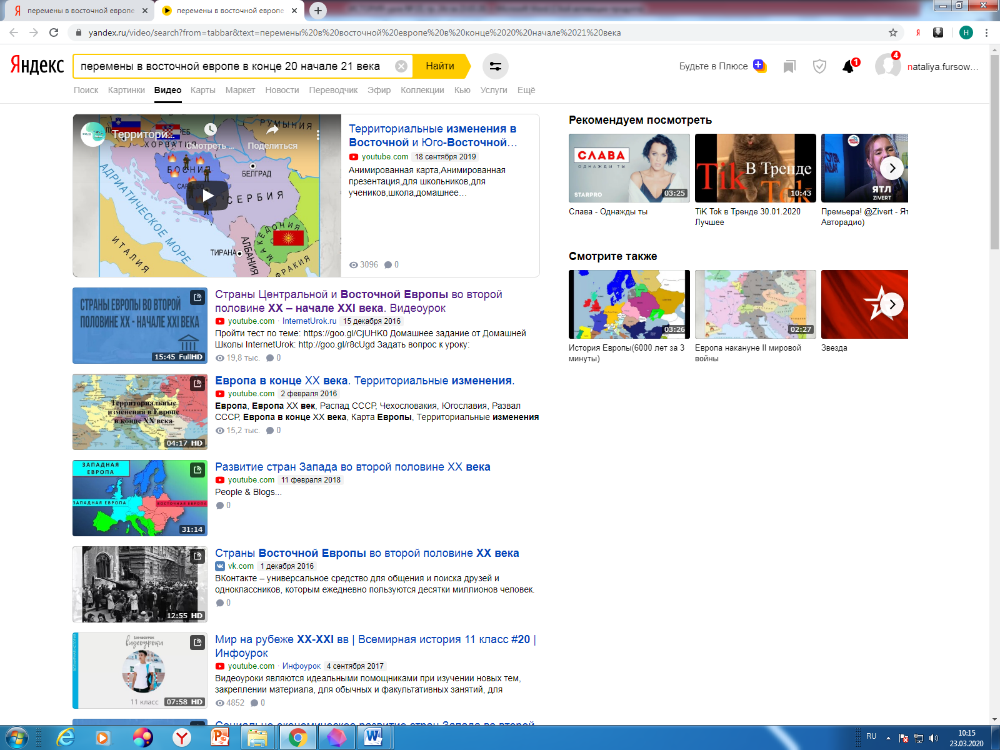 перемены в восточной европе
перемены в восточной европе
yandex.ru/video/search?from=tabbar&text=перемены%20в%20восточной%20европе%20в%20конце%2020%20начале%2021%20века
Я
H
Яндекс
перемены в восточной европе в конце 20 начале 21 века
Найти
Будьте в Плюсе
1
4
nataliya.fursow...
Поиск Картинки Видео Карты Маркет Новости Переводчик Эфир Коллекции Кью Услуги Ещё
Территори...
Смотреть ...
Поделиться
РУМЫНИЯ
ХОРВАТИЯ
БОСНИЯ
БЕЛГРАД
СЕРБИЯ
АДРИАТИЧЕСКОЕ МОРЕ
ИТАЛИЯ
ТИРАНА
АЛБАНИЯ
МАКЕДОНИЯ
ФРАКИЯ
Территориальные изменения в
Восточной и Юго-Восточной...
youtube.com 18 сентября 2019
Анимированная карта,Анимированная
презентация,для школьников,для
учеников,школа,домашнее...
3096 0
СТРАНЫ ЕВРОПЫ ВО ВТОРОЙ
ПОЛОВИНЕ XX - НАЧАЛЕ XXI ВЕКА
15:45 FullHD
Страны Центральной и Восточной Европы во второй
половине XX – начале XXI века. Видеоурок
youtube.com · InternetUrok.ru 15 декабря 2016
Пройти тест по теме: https://goo.gl/CjUHK0 Домашнее задание от Домашней
Школы InternetUrok: http://goo.gl/r8cUgd Задать вопрос к уроку:
19,8 тыс. 0
Территориальные
изменения в Европе
в конце XX века
04:17 HD
Европа в конце XX века. Территориальные изменения.
youtube.com 2 февраля 2016
Европа, Европа XX век, Распад СССР, Чехословакия, Югославия, Развал
СССР, Европа в конце XX века, Карта Европы, Территориальные изменения
15,2 тыс. 0
ЗАПАДНАЯ
ЕВРОПА
ЗАПАДНАЯ ЕВРОПА
ВОСТОЧНАЯ ЕВРОПА
31:14
Развитие стран Запада во второй половине XX века
youtube.com 11 февраля 2018
People & Blogs...
0
12:55 HD
Страны Восточной Европы во второй половине XX века
vk.com 1 декабря 2016
ВКонтакте – универсальное средство для общения и поиска друзей и
одноклассников, которым ежедневно пользуются десятки миллионов человек.
0
ИНФОУРОК
видеоуроки
11 класс
07:58 HD
Мир на рубеже XX-XXI вв | Всемирная история 11 класс #20 |
Инфоурок
youtube.com · Инфоурок 4 сентября 2017
Видеоуроки являются идеальными помощниками при изучении новых тем,
закреплении материала, для обычных и факультативных занятий, для
4852 0
Социально-экономическое развитие стран Запада во второй
Рекомендуем посмотреть
СЛАВА
ОДНАЖДЫ ТЫ
STARPRO
03:25
Слава - Однажды ты
Tik
В Тренде
Tok
10:43
TiK Tok в Тренде 30.01.2020
Лучшее
ЯТЛ
ZIVERT
Премьера! @Zivert - Ят
Авторадио)
Смотрите также
03:26
История Европы(6000 лет за 3
минуты)
02:27
Европа накануне II мировой
войны
Звезда
RU
10:15
23.03.2020